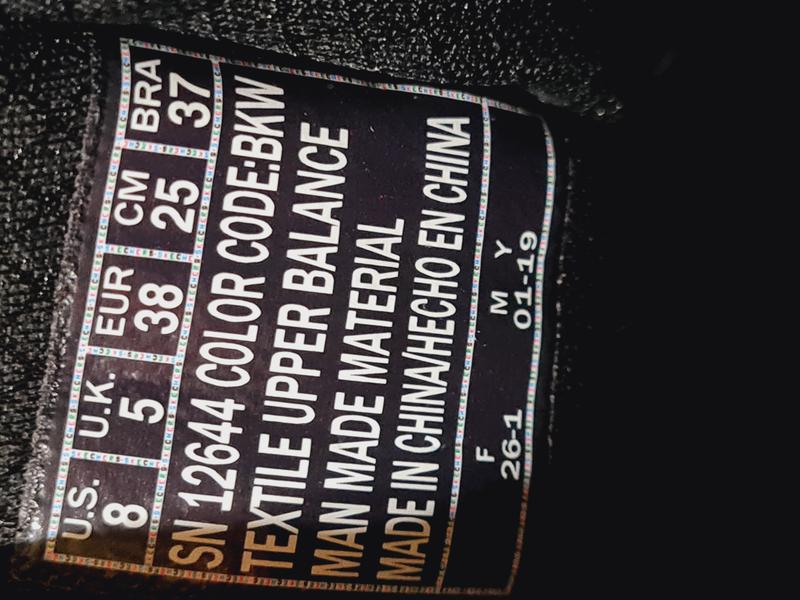 U.S. U.K. EUR CM BRA
8 5 38 25 37
SN 12644 COLOR CODE:BKW
TEXTILE UPPER BALANCE
MAN MADE MATERIAL
MADE IN CHINA/HECHO EN CHINA
F M Y
26-1 01-19